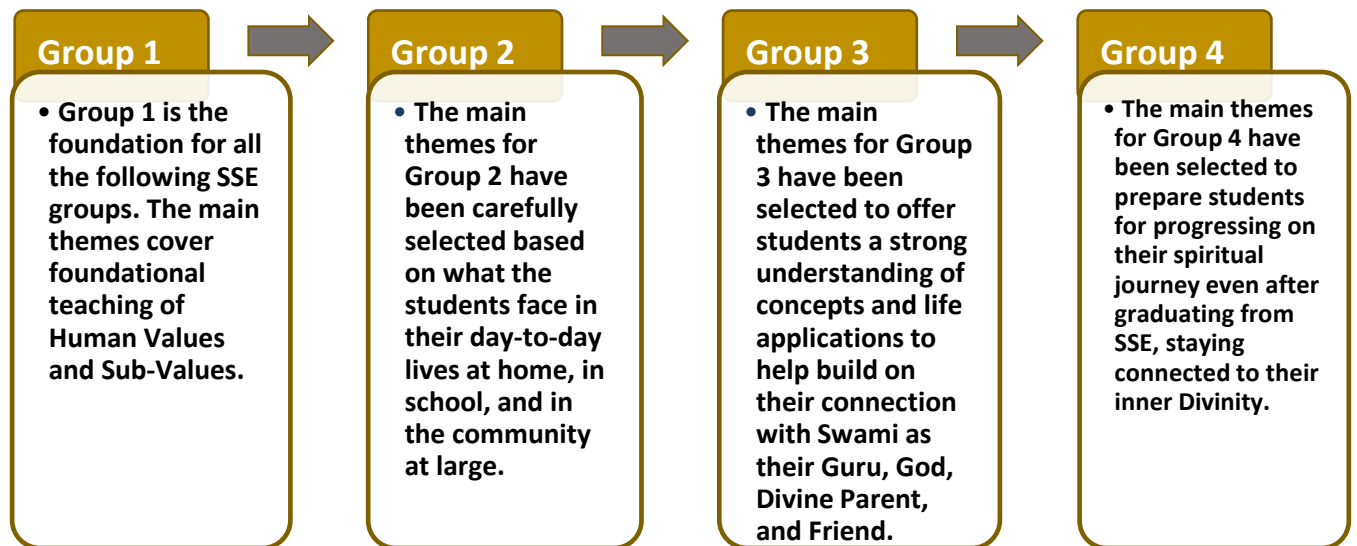 Group 1
• Group 1 is the
foundation for all
the following SSE
groups. The main
themes cover
foundational
teaching of
Human Values
and Sub-Values.
Group 2
• The main
themes for
Group 2 have
been carefully
selected based
on what the
students face in
their day-to-day
lives at home, in
school, and in
the community
at large.
Group 3
• The main
themes for Group
3 have been
selected to offer
students a strong
understanding of
concepts and life
applications to
help build on
their connection
with Swami as
their Guru, God,
Divine Parent,
and Friend.
Group 4
• The main themes
for Group 4 have
been selected to
prepare students
for progressing on
their spiritual
journey even after
graduating from
SSE, staying
connected to their
inner Divinity.